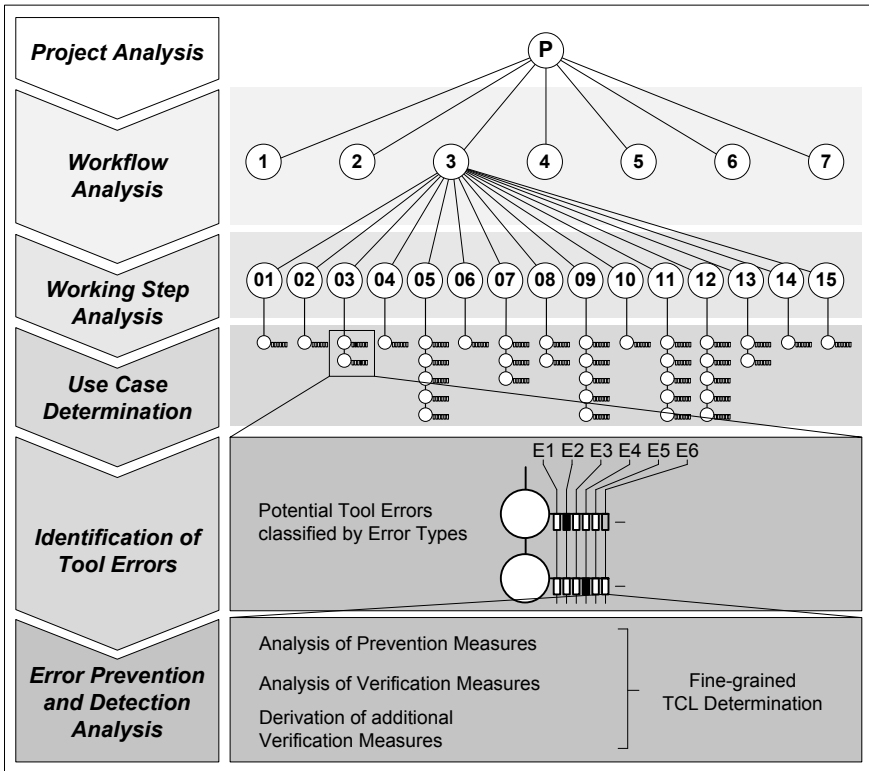 Project Analysis
P
Workflow
Analysis
1 2 3 4 5 6 7
Working Step
Analysis
01 02 03 04 05 06 07 08 09 10 11 12 13 14 15
Use Case
Determination
Identification of
Tool Errors
E1 E2 E3 E4 E5 E6
Potential Tool Errors
classified by Error Types
Error Prevention
and Detection
Analysis
Analysis of Prevention Measures
Analysis of Verification Measures
Derivation of additional
Verification Measures
Fine-grained
TCL Determination